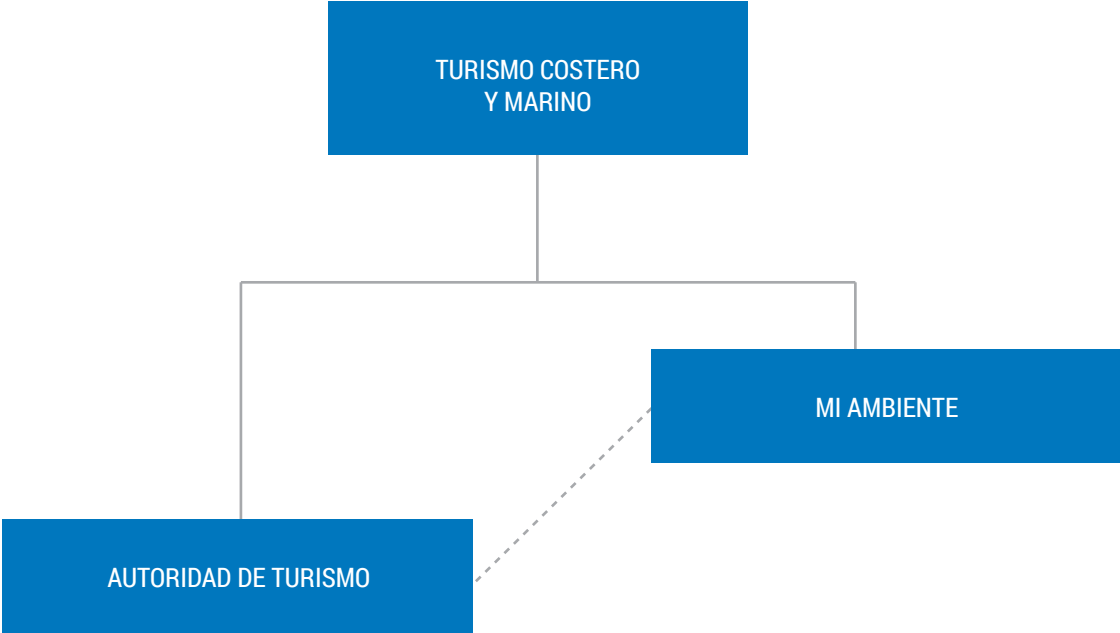 TURISMO COSTERO
Y MARINO
MI AMBIENTE
AUTORIDAD DE TURISMO